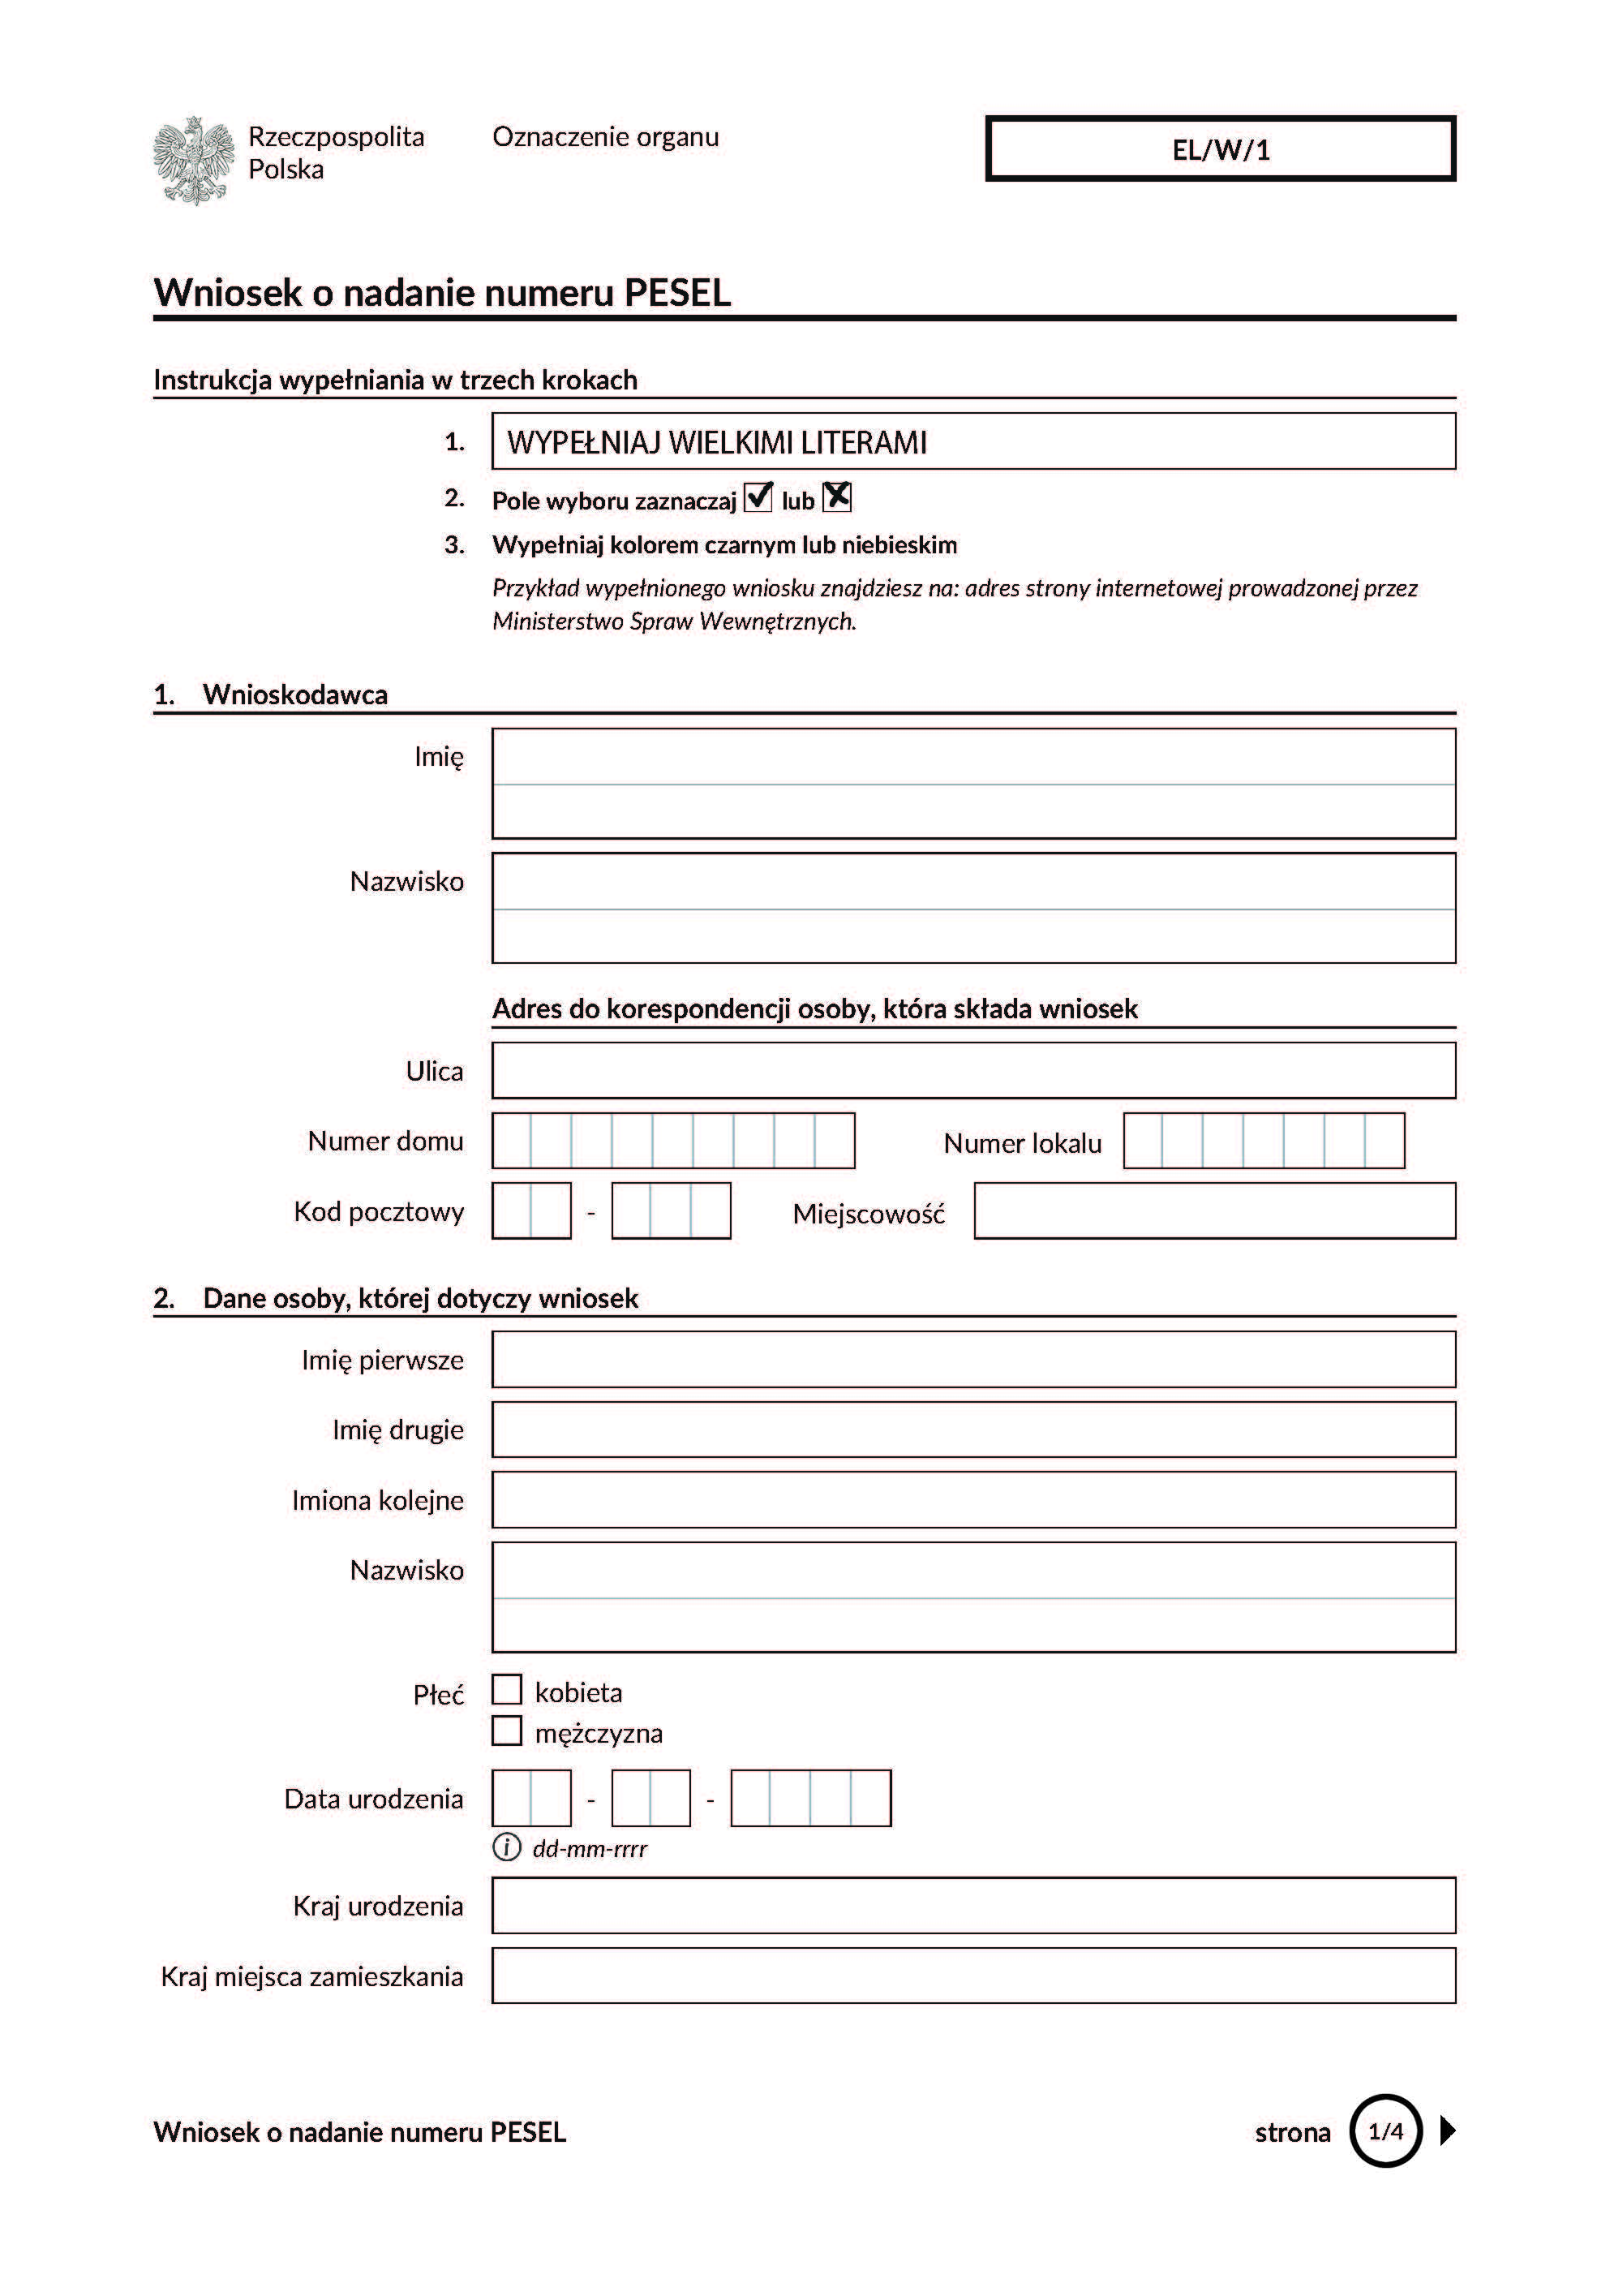 Rzeczpospolita
Polska
Oznaczenie organu
EL/W/1
Wniosek o nadanie numeru PESEL
Instrukcja wypełniania w trzech krokach
1. WYPEŁNIAJ WIELKIMI LITERAMI
2. Pole wyboru zaznaczaj ✔ lub ✘
3. Wypełniaj kolorem czarnym lub niebieskim
Przykład wypełnionego wniosku znajdziesz na: adres strony internetowej prowadzonej przez
Ministerstwo Spraw Wewnętrznych.
1. Wnioskodawca
Imię
Nazwisko
Adres do korespondencji osoby, która składa wniosek
Ulica
Numer domu
Numer lokalu
Kod pocztowy -
Miejscowość
2. Dane osoby, której dotyczy wniosek
Imię pierwsze
Imię drugie
Imiona kolejne
Nazwisko
Płeć
kobieta
mężczyzna
Data urodzenia - -
i dd-mm-rrrr
Kraj urodzenia
Kraj miejsca zamieszkania
Wniosek o nadanie numeru PESEL
strona 1/4